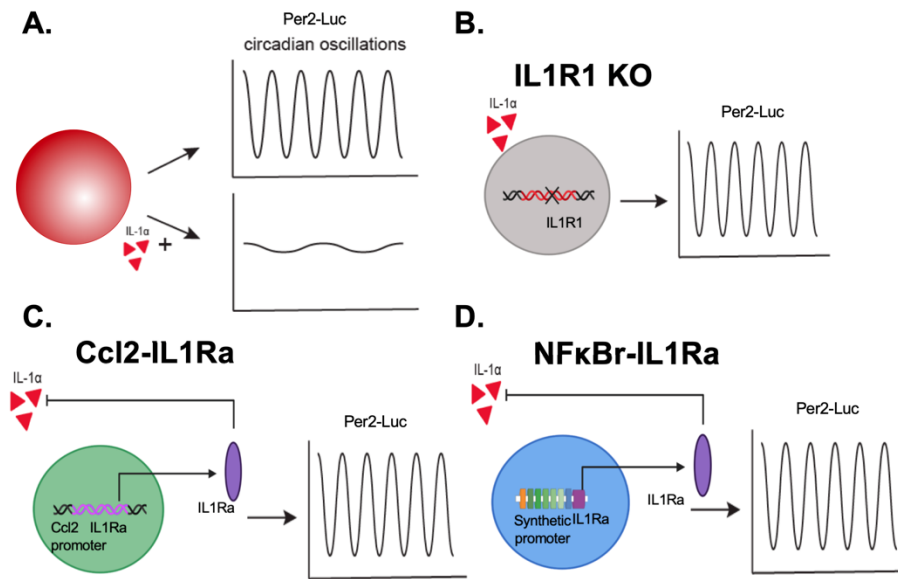 A.
Per2-Luc
circadian oscillations
IL-1α
+
B.
IL1R1 KO
IL-1α
IL1R1
Per2-Luc
C.
Ccl2-IL1Ra
IL-1α
Ccl2 IL1Ra
promoter
IL1Ra
Per2-Luc
D.
NFκBr-IL1Ra
IL-1α
Synthetic IL1Ra
promoter
IL1Ra
Per2-Luc